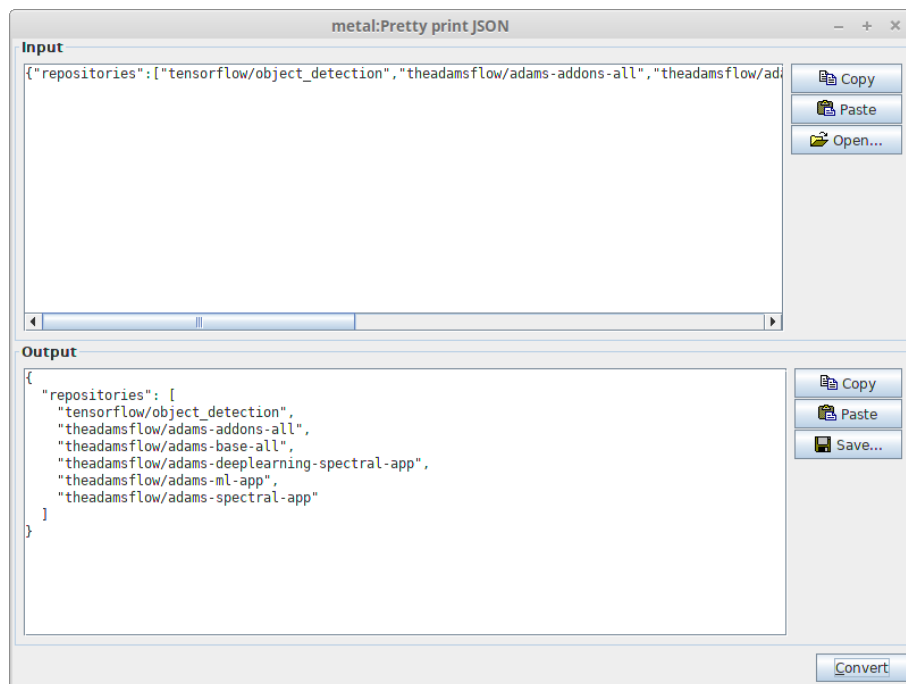 metal:Pretty print JSON
Input
{"repositories":["tensorflow/object_detection","theadamsflow/adams-addons-all","theadamsflow/ada
Copy
Paste
Open...
Output
{
  "repositories": [
    "tensorflow/object_detection",
    "theadamsflow/adams-addons-all",
    "theadamsflow/adams-base-all",
    "theadamsflow/adams-deeplearning-spectral-app",
    "theadamsflow/adams-ml-app",
    "theadamsflow/adams-spectral-app"
  ]
}
Copy
Paste
Save...
Convert